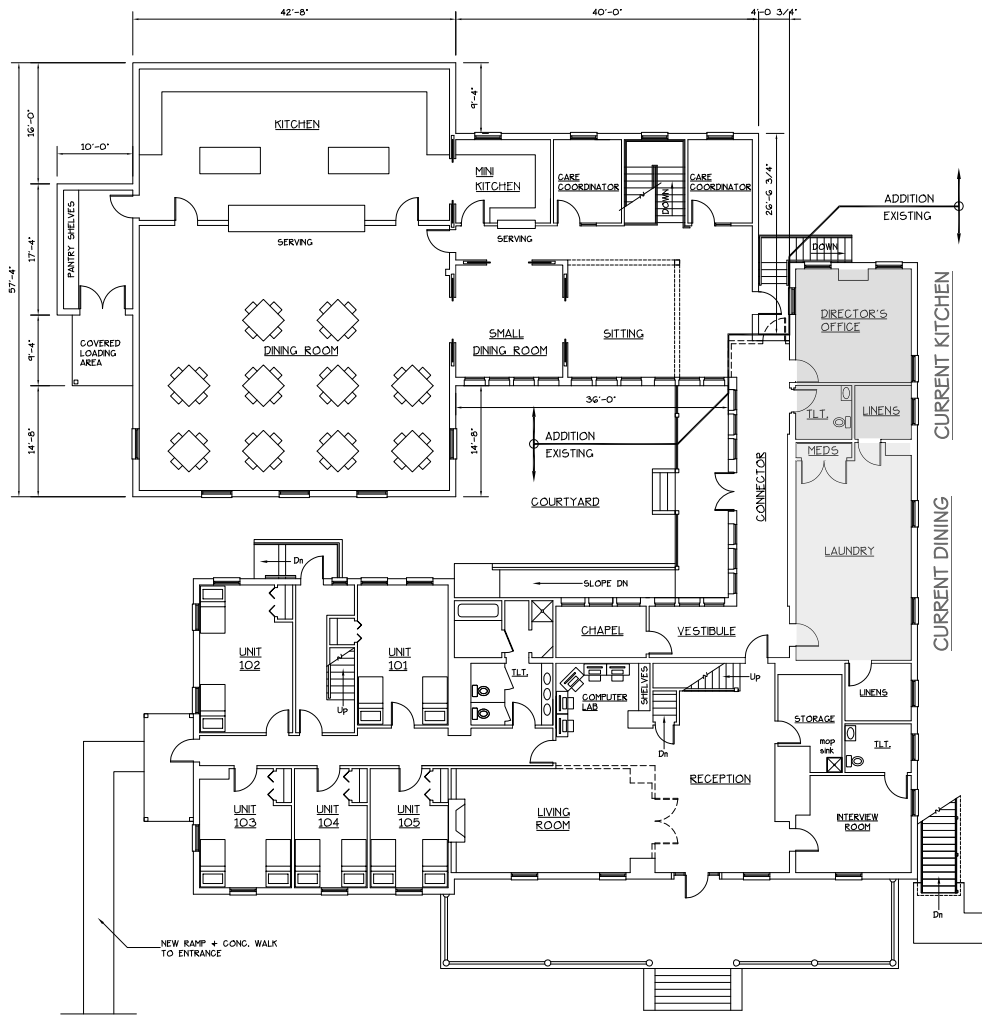 42'-8"
40'-0"
4'-0 3/4"
16'-0"
9'-4"
KITCHEN
10'-0"
MINI
KITCHEN
CARE
COORDINATOR
DOWN
CARE
COORDINATOR
26'-6 3/4"
ADDITION
EXISTING
PANTRY SHELVES
17'-4"
57'-4"
SERVING
SERVING
DOWN
CURRENT KITCHEN
DIRECTOR'S
OFFICE
COVERED
LOADING
AREA
9'-4"
DINING ROOM
SMALL
DINING ROOM
SITTING
36'-0"
TLT.
LINENS
14'-8"
14'-8"
ADDITION
EXISTING
MEDS
COURTYARD
CONNECTOR
LAUNDRY
CURRENT DINING
Dn
SLOPE DN
CHAPEL
VESTIBULE
UNIT
102
UNIT
101
TLT.
COMPUTER
LAB
SHELVES
Up
Up
LINENS
STORAGE
Dn
mop
sink
TLT.
RECEPTION
UNIT
103
UNIT
104
UNIT
105
LIVING
ROOM
INTERVIEW
ROOM
Dn
NEW RAMP + CONC. WALK
TO ENTRANCE